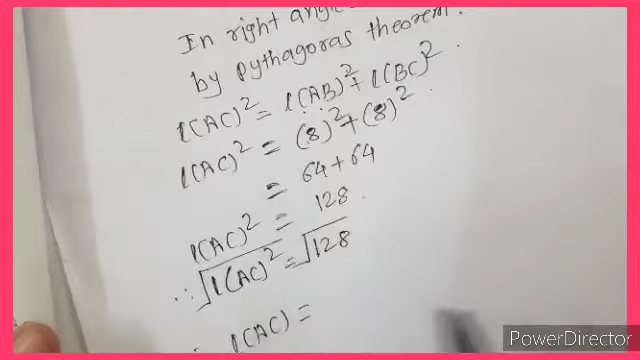 In right angle
by pythagoras theorem.
l(AC)² = l(AB)² + l(BC)².
l(AC)² = (8)² + (8)².
= 64 + 64
l(AC)² = 128.
∴ √l(AC)² = √128
l(AC) =
PowerDirector